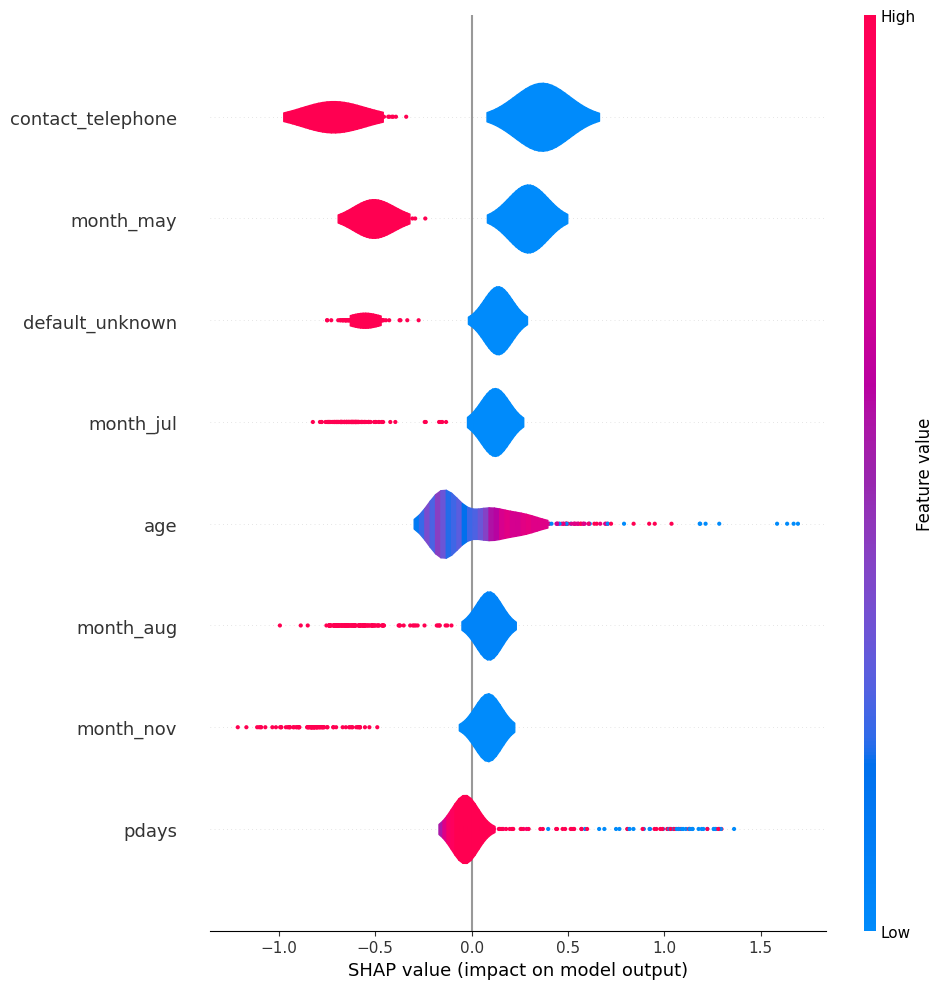 High
contact_telephone
month_may
default_unknown
month_jul
age
month_aug
month_nov
pdays
Feature value
Low
−1.0 −0.5 0.0 0.5 1.0 1.5
SHAP value (impact on model output)